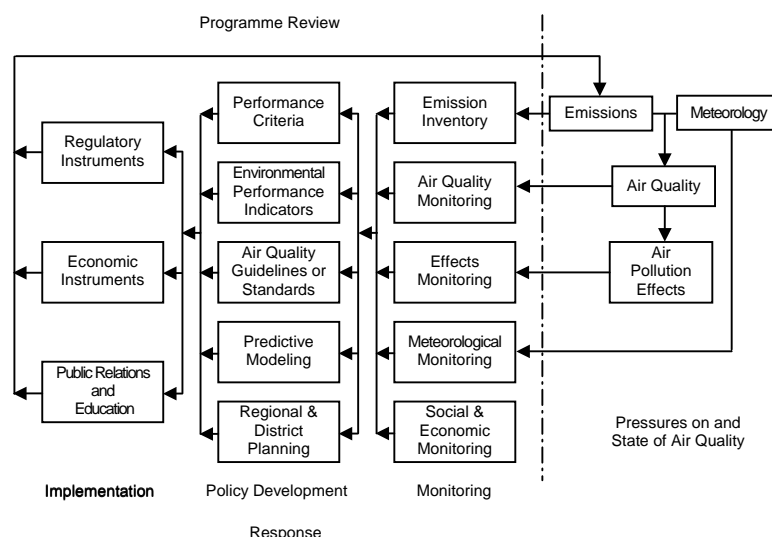 Programme Review
Performance
Criteria
Emission
Inventory
Emissions
Meteorology
Regulatory
Instruments
Environmental
Performance
Indicators
Air Quality
Monitoring
Air Quality
Economic
Instruments
Air Quality
Guidelines or
Standards
Effects
Monitoring
Air
Pollution
Effects
Predictive
Modeling
Meteorological
Monitoring
Public Relations
and
Education
Regional &
District
Planning
Social &
Economic
Monitoring
Pressures on and
State of Air Quality
Implementation
Policy Development
Monitoring
Response